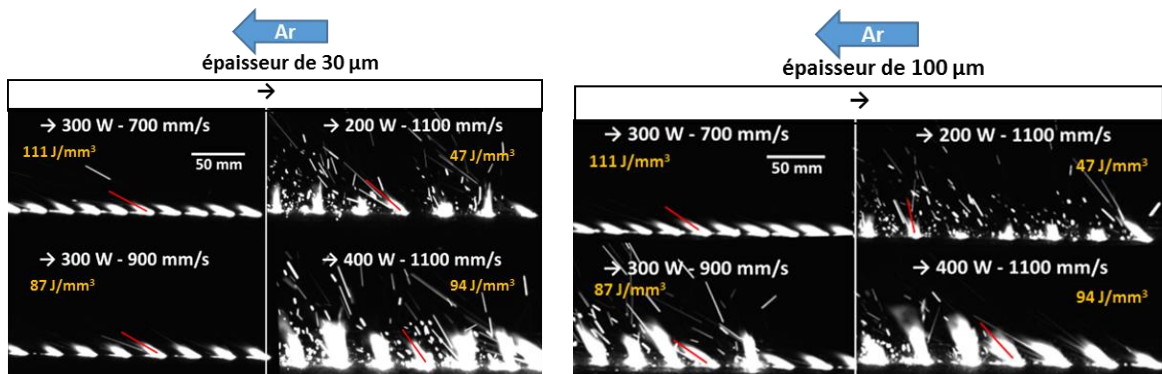 Ar
épaisseur de 30 µm
→
→ 300 W - 700 mm/s
111 J/mm³
50 mm
→ 200 W - 1100 mm/s
47 J/mm³
→ 300 W - 900 mm/s
87 J/mm³
→ 400 W - 1100 mm/s
94 J/mm³
Ar
épaisseur de 100 µm
→
→ 300 W - 700 mm/s
111 J/mm³
50 mm
→ 200 W - 1100 mm/s
47 J/mm³
→ 300 W - 900 mm/s
87 J/mm³
→ 400 W - 1100 mm/s
94 J/mm³